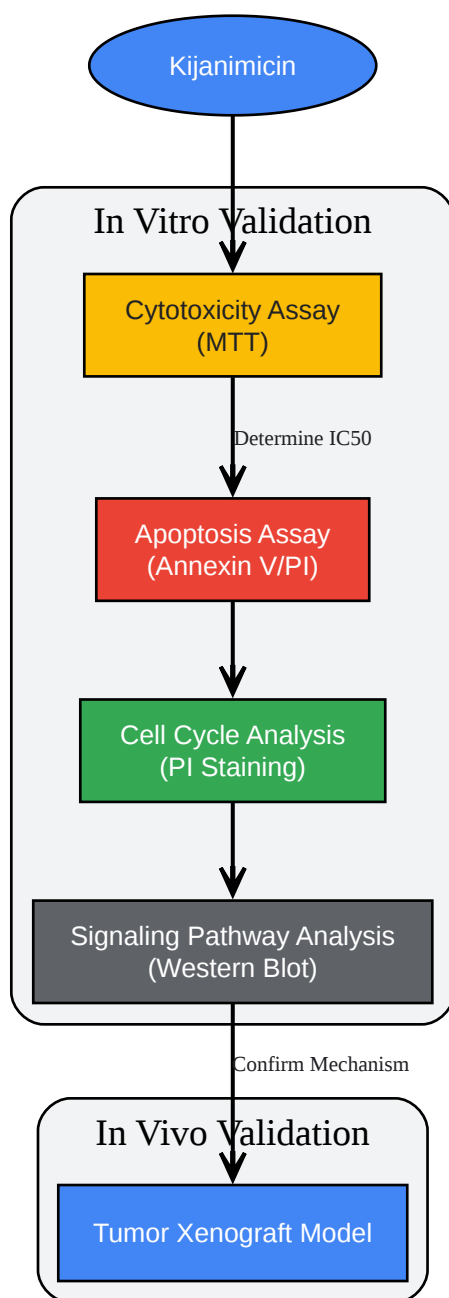 Kijanimicin
In Vitro Validation
Cytotoxicity Assay
(MTT)
Determine IC50
Apoptosis Assay
(Annexin V/PI)
Cell Cycle Analysis
(PI Staining)
Signaling Pathway Analysis
(Western Blot)
Confirm Mechanism
In Vivo Validation
Tumor Xenograft Model